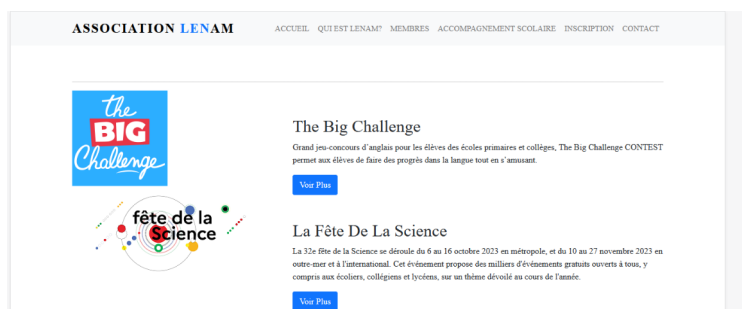 ASSOCIATION LENAM
ACCUEIL QUI EST LENAM? MEMBRES ACCOMPAGNEMENT SCOLAIRE INSCRIPTION CONTACT
the
BIG
Challenge
The Big Challenge
Grand jeu-concours d'anglais pour les élèves des écoles primaires et collèges, The Big Challenge CONTEST
permet aux élèves de faire des progrès dans la langue tout en s'amusant.
Voir Plus
fête de la
Science
La Fête De La Science
La 32e fête de la Science se déroule du 6 au 16 octobre 2023 en métropole, et du 10 au 27 novembre 2023 en
outre-mer et à l'international. Cet événement propose des milliers d'événements gratuits ouverts à tous, y
compris aux écoliers, collégiens et lycéens, sur un thème dévoilé au cours de l'année.
Voir Plus